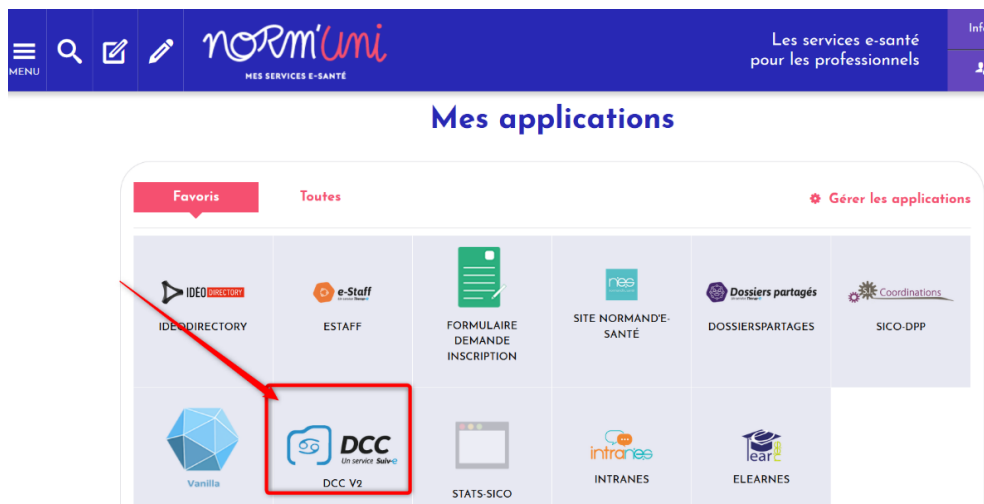 MENU
norm'uni
MES SERVICES E-SANTÉ
Les services e-santé
pour les professionnels
Mes applications
Favoris
Toutes
Gérer les applications
IDEO DIRECTORY
IDEODIRECTORY
e-Staff
ESTAFF
FORMULAIRE
DEMANDE
INSCRIPTION
nes
SITE NORMAND'E-
SANTÉ
Dossiers partagés
DOSSIERSPARTAGES
Coordinations
SICO-DPP
Vanilla
DCC
Un service Suiv-e
DCC V2
STATS-SICO
intranes
INTRANES
ELEARNES